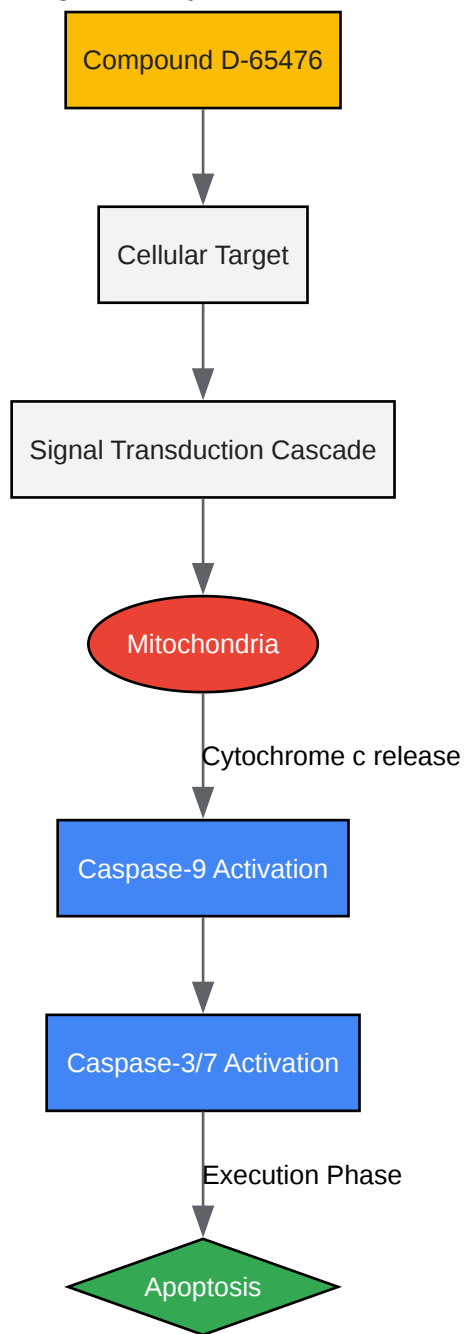 Compound D-65476
Cellular Target
Signal Transduction Cascade
Mitochondria
Cytochrome c release
Caspase-9 Activation
Caspase-3/7 Activation
Execution Phase
Apoptosis